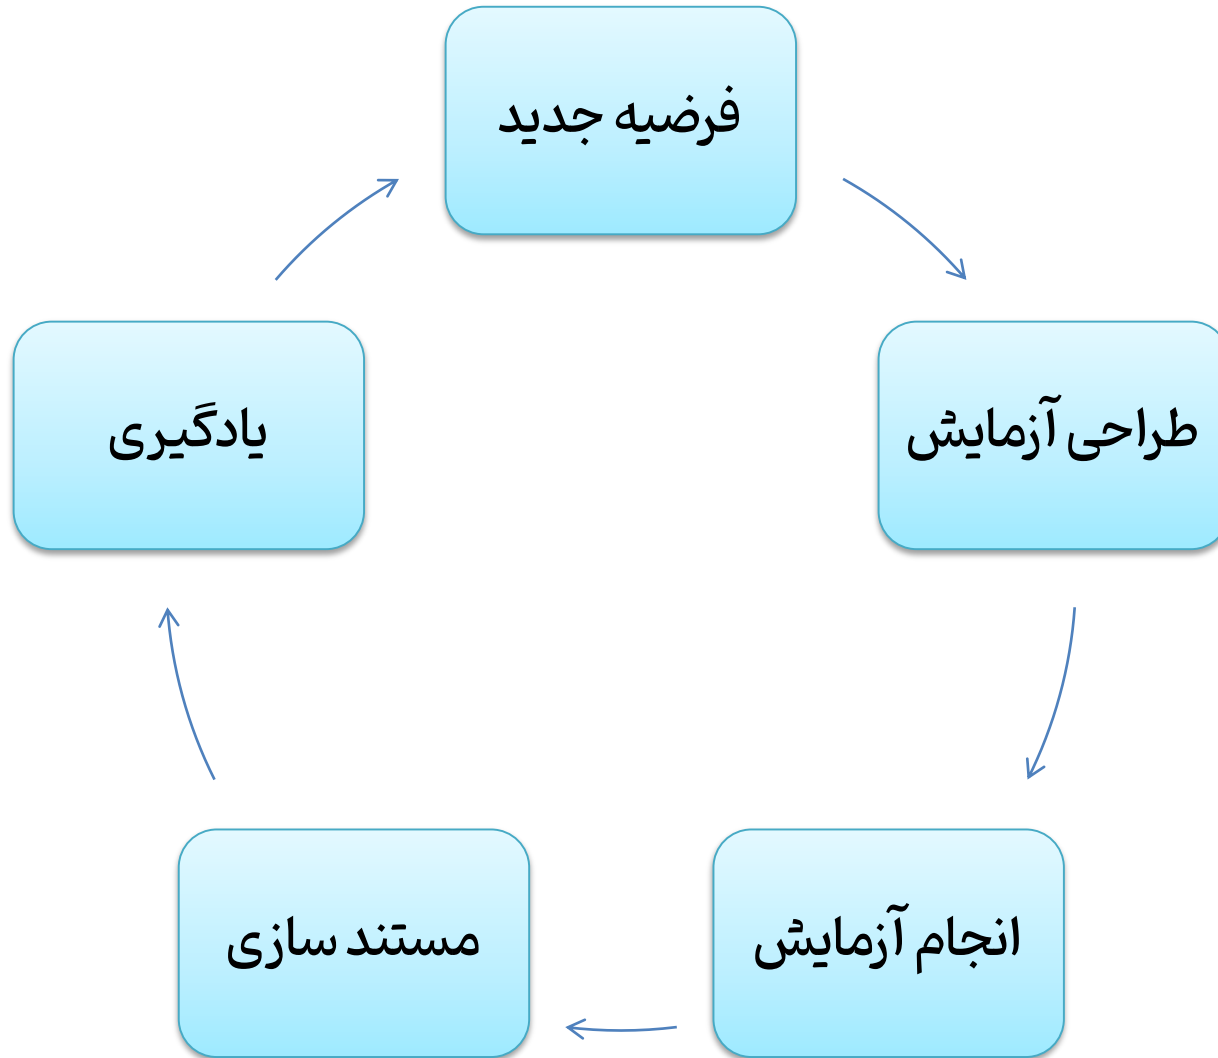 فرضیه جدید
طراحی آزمایش
انجام آزمایش
مستند سازی
یادگیری